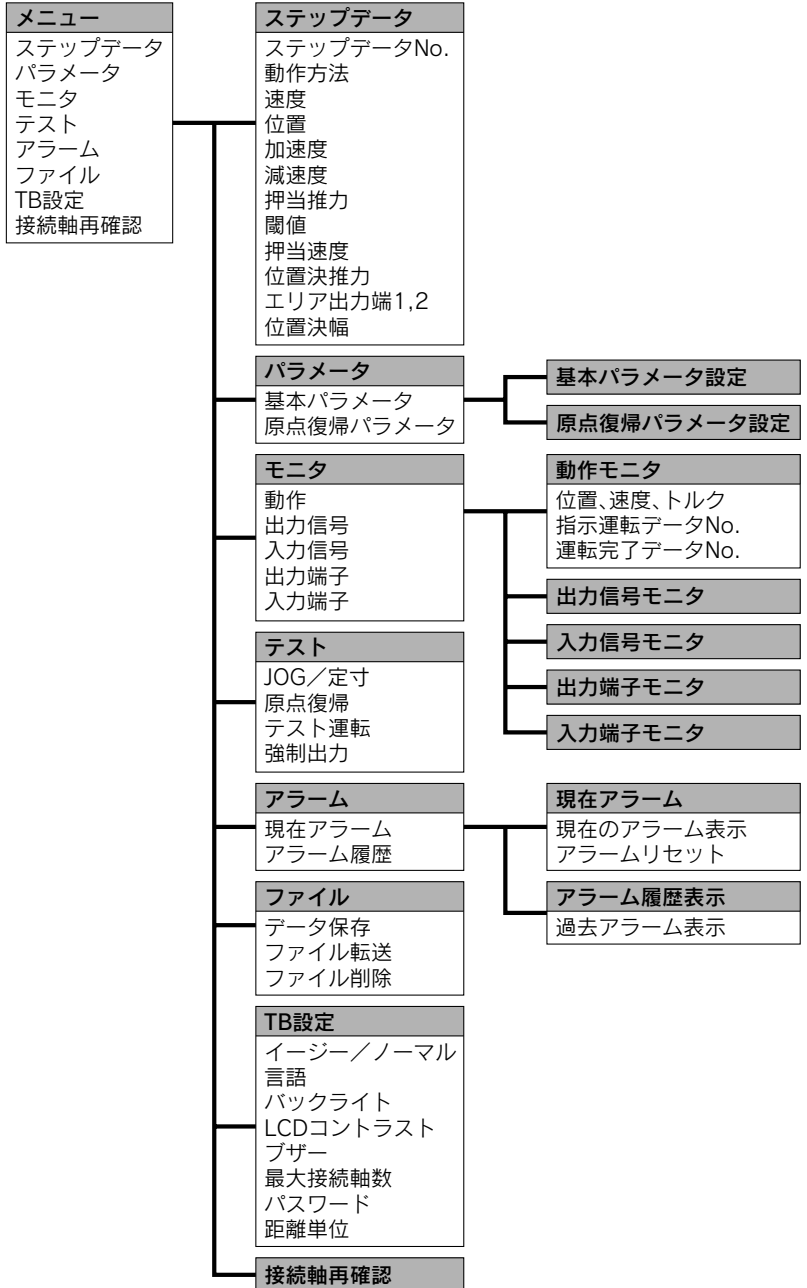 メニュー
ステップデータ
パラメータ
モニタ
テスト
アラーム
ファイル
TB設定
接続軸再確認
ステップデータ
ステップデータNo.
動作方法
速度
位置
加速度
減速度
押当推力
閾値
押当速度
位置決推力
エリア出力端1,2
位置決幅
パラメータ
基本パラメータ
原点復帰パラメータ
基本パラメータ設定
原点復帰パラメータ設定
モニタ
動作
出力信号
入力信号
出力端子
入力端子
動作モニタ
位置、速度、トルク
指示運転データNo.
運転完了データNo.
出力信号モニタ
入力信号モニタ
出力端子モニタ
入力端子モニタ
テスト
JOG／定寸
原点復帰
テスト運転
強制出力
アラーム
現在アラーム
アラーム履歴
現在アラーム
現在のアラーム表示
アラームリセット
アラーム履歴表示
過去アラーム表示
ファイル
データ保存
ファイル転送
ファイル削除
TB設定
イージー／ノーマル
言語
バックライト
LCDコントラスト
ブザー
最大接続軸数
パスワード
距離単位
接続軸再確認